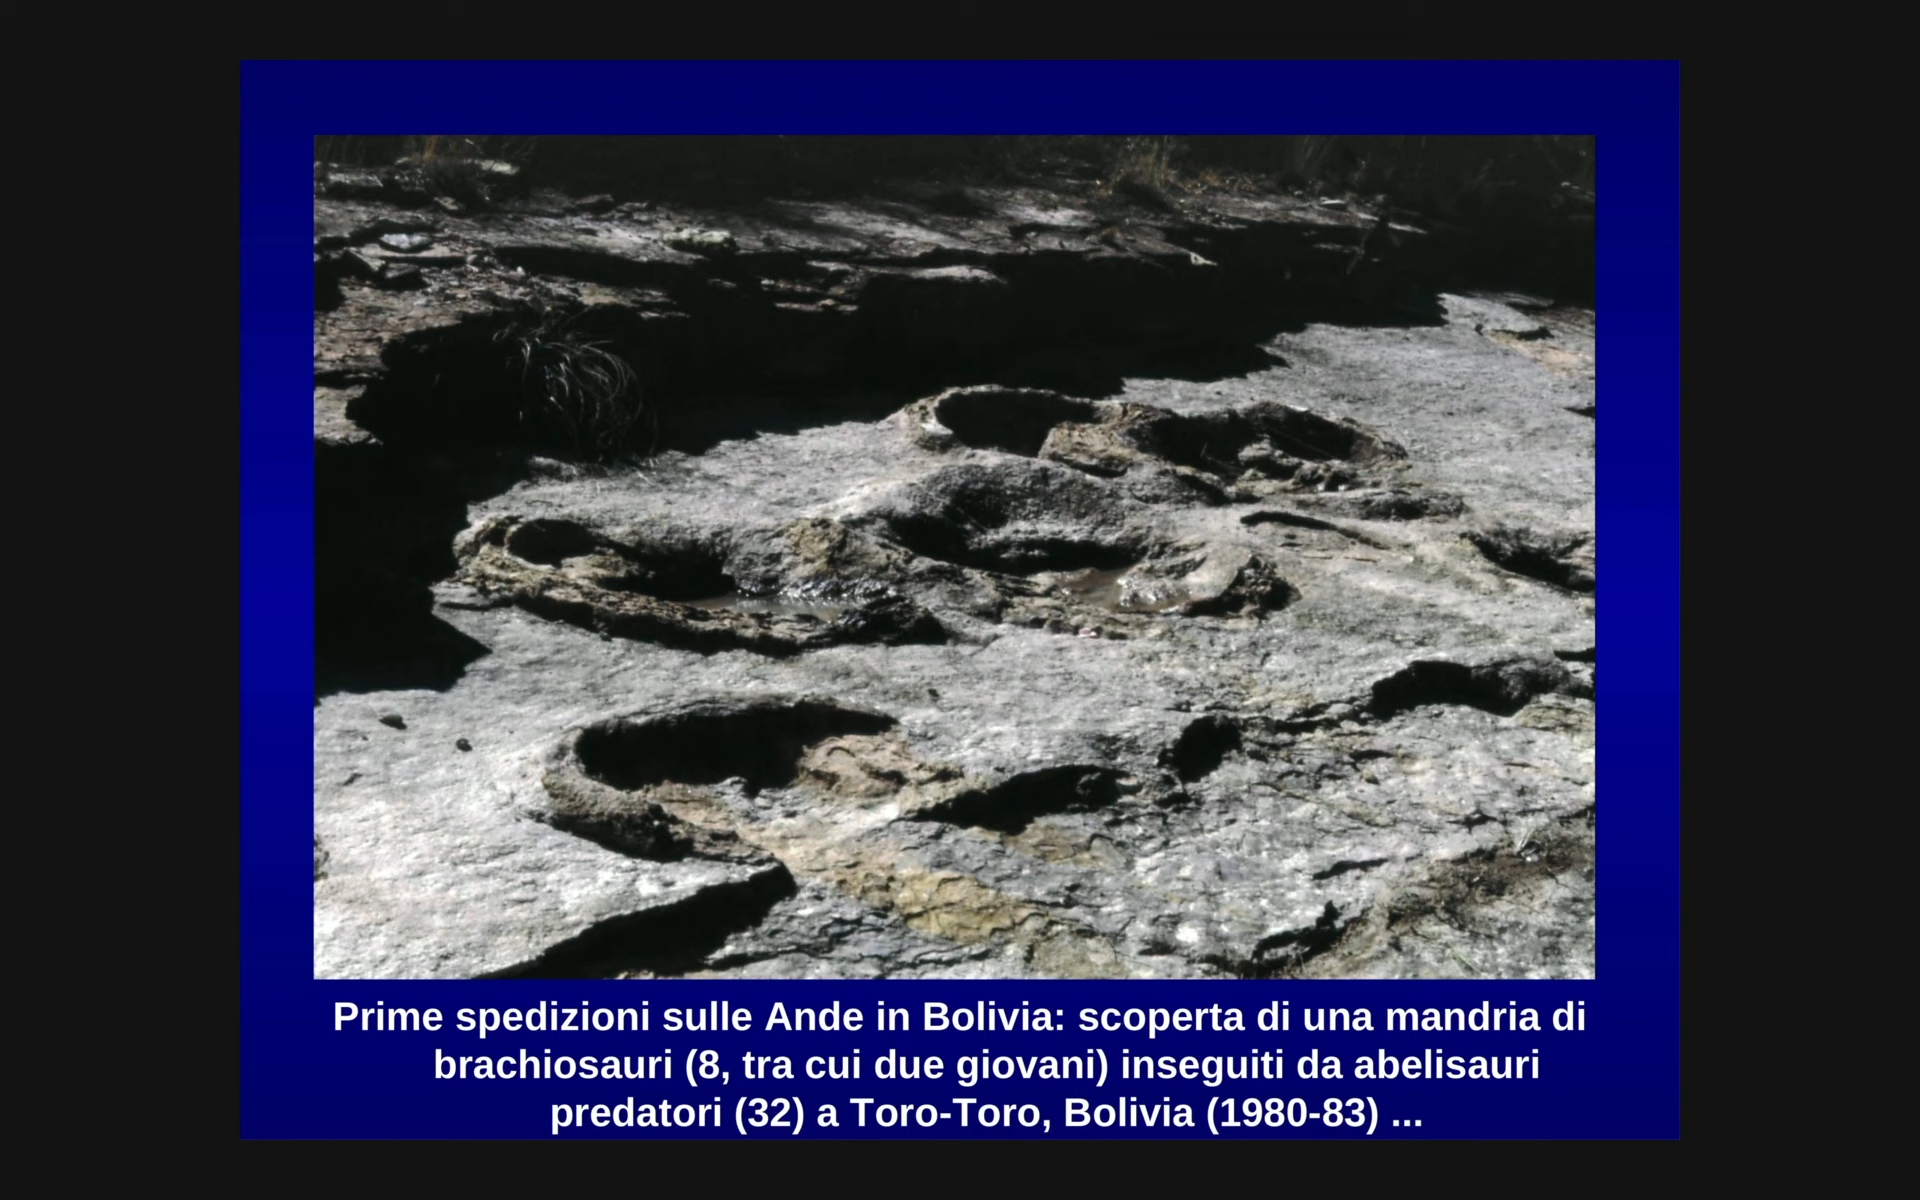 Prime spedizioni sulle Ande in Bolivia: scoperta di una mandria di
brachiosauri (8, tra cui due giovani) inseguiti da abelisauri
predatori (32) a Toro-Toro, Bolivia (1980-83) ...